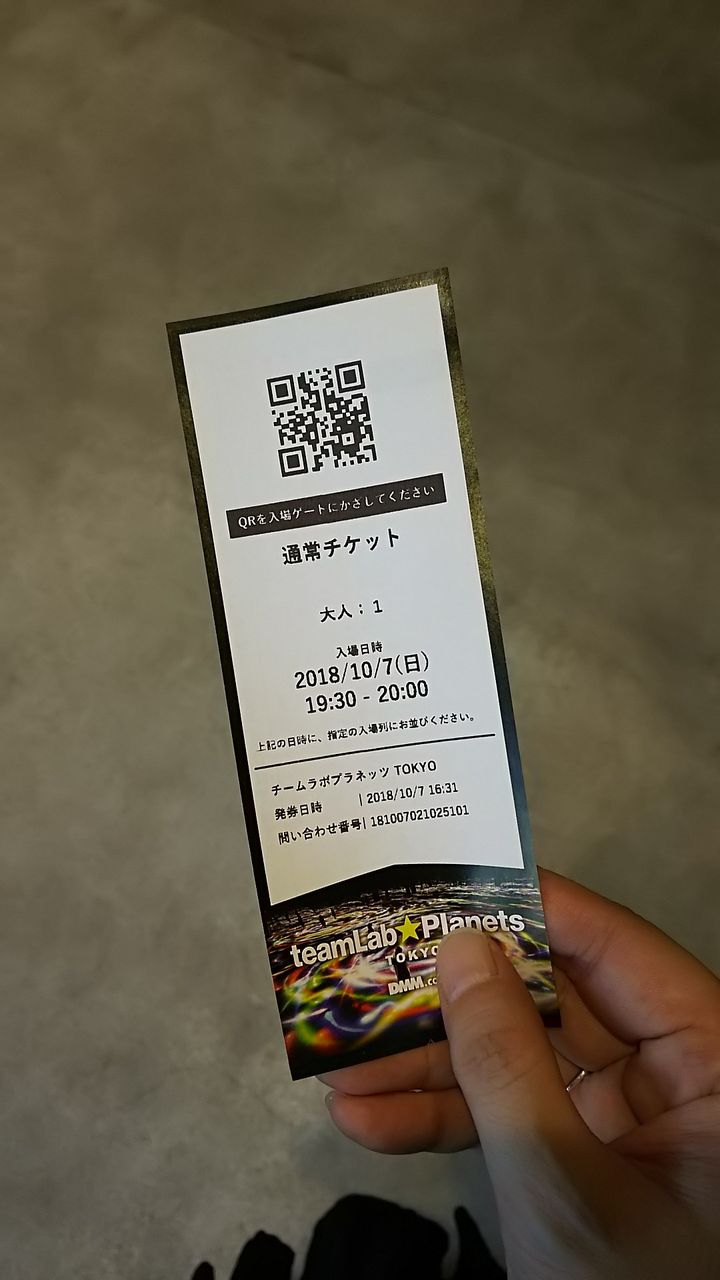 QRを入場ゲートにかざしてください
通常チケット
大人：1
入場日時
2018/10/7(日)
19:30 - 20:00
上記の日時に、指定の入場列にお並びください。
チームラボプラネッツ TOKYO
発券日時 | 2018/10/7 16:31
問い合わせ番号| 181007021025101
teamLab★Planets
TOKYO
DMM.co